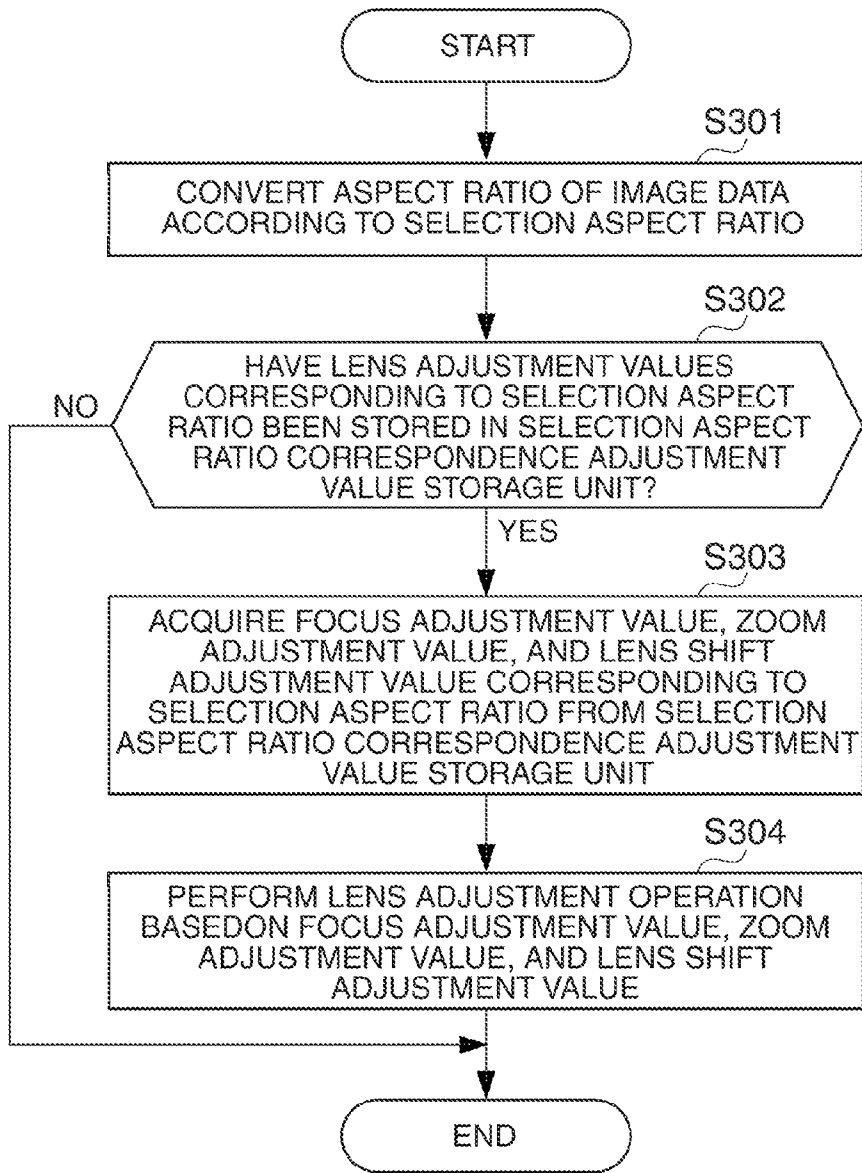 START
S301
CONVERT ASPECT RATIO OF IMAGE DATA
ACCORDING TO SELECTION ASPECT RATIO
S302
HAVE LENS ADJUSTMENT VALUES
CORRESPONDING TO SELECTION ASPECT
RATIO BEEN STORED IN SELECTION ASPECT
RATIO CORRESPONDENCE ADJUSTMENT
VALUE STORAGE UNIT?
NO
YES
S303
ACQUIRE FOCUS ADJUSTMENT VALUE, ZOOM
ADJUSTMENT VALUE, AND LENS SHIFT
ADJUSTMENT VALUE CORRESPONDING TO
SELECTION ASPECT RATIO FROM SELECTION
ASPECT RATIO CORRESPONDENCE ADJUSTMENT
VALUE STORAGE UNIT
S304
PERFORM LENS ADJUSTMENT OPERATION
BASEDON FOCUS ADJUSTMENT VALUE, ZOOM
ADJUSTMENT VALUE, AND LENS SHIFT
ADJUSTMENT VALUE
END